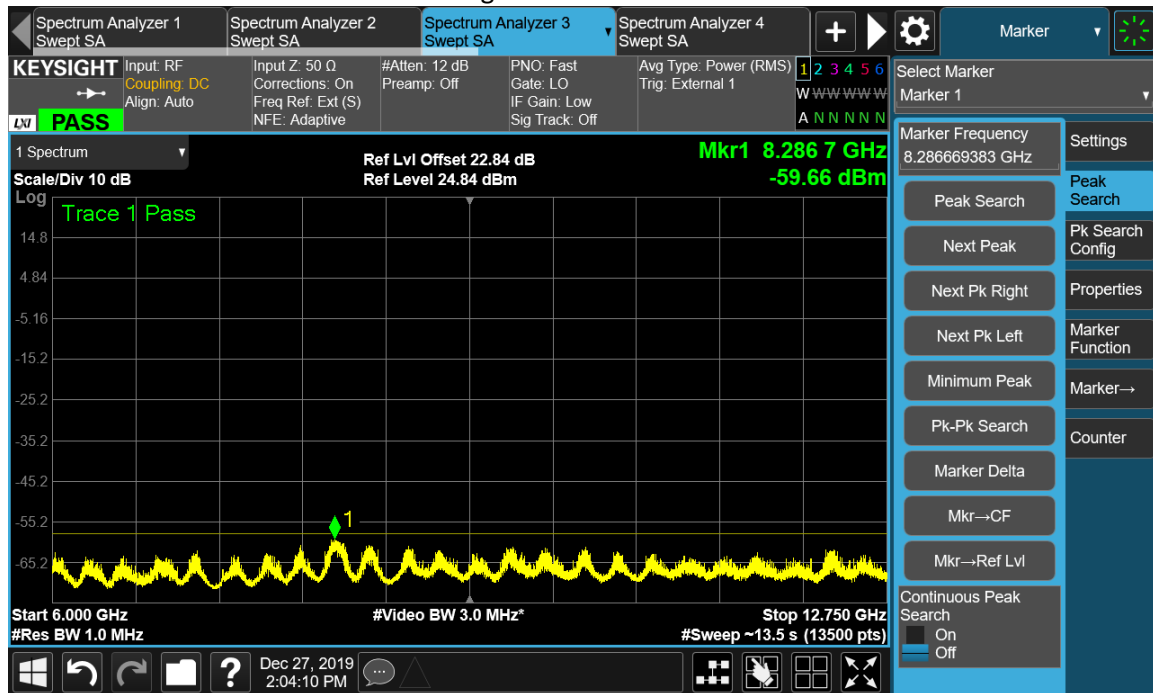 Spectrum Analyzer 1
Swept SA
Spectrum Analyzer 2
Swept SA
Spectrum Analyzer 3
Swept SA
Spectrum Analyzer 4
Swept SA
+
Marker
KEYSIGHT
LXI
PASS
Input: RF
Coupling: DC
Align: Auto
Input Z: 50 Ω
Corrections: On
Freq Ref: Ext (S)
NFE: Adaptive
#Atten: 12 dB
Preamp: Off
PNO: Fast
Gate: LO
IF Gain: Low
Sig Track: Off
Avg Type: Power (RMS)
Trig: External 1
1 2 3 4 5 6
W W W W W W
A N N N N N
Select Marker
Marker 1
1 Spectrum
Scale/Div 10 dB
Ref Lvl Offset 22.84 dB
Ref Level 24.84 dBm
Mkr1 8.286 7 GHz
-59.66 dBm
Log
Trace 1 Pass
14.8
4.84
-5.16
-15.2
-25.2
-35.2
-45.2
-55.2
-65.2
1
Start 6.000 GHz
#Res BW 1.0 MHz
#Video BW 3.0 MHz*
Stop 12.750 GHz
#Sweep ~13.5 s (13500 pts)
Marker Frequency
8.286669383 GHz
Peak Search
Next Peak
Next Pk Right
Next Pk Left
Minimum Peak
Pk-Pk Search
Marker Delta
Mkr→CF
Mkr→Ref Lvl
Continuous Peak
Search
On
Off
Settings
Peak
Search
Pk Search
Config
Properties
Marker
Function
Marker→
Counter
?
Dec 27, 2019
2:04:10 PM